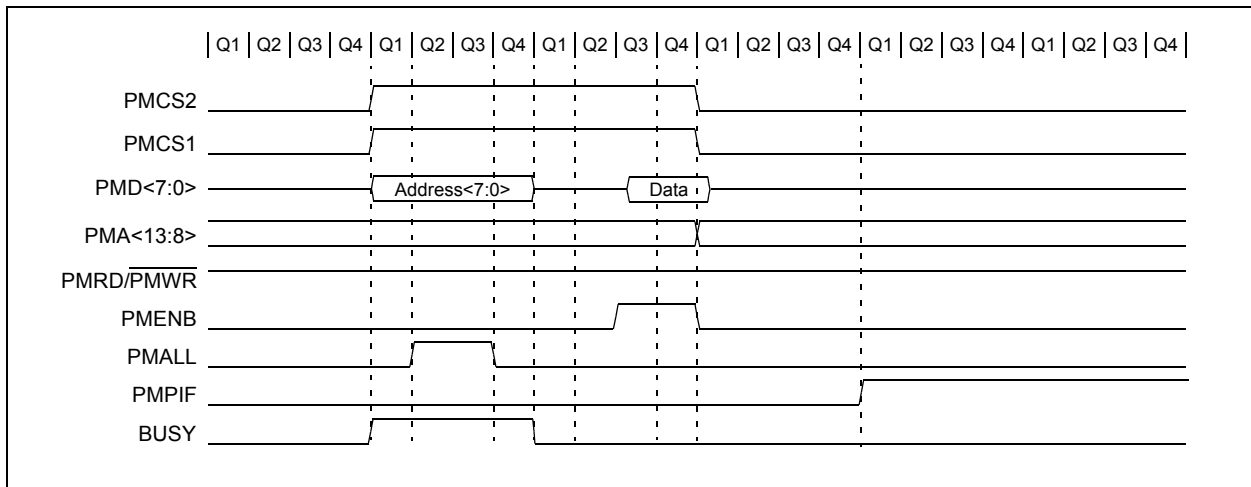 Q1 Q2 Q3 Q4 Q1 Q2 Q3 Q4 Q1 Q2 Q3 Q4 Q1 Q2 Q3 Q4 Q1 Q2 Q3 Q4 Q1 Q2 Q3 Q4
PMCS2
PMCS1
PMD<7:0> Address<7:0> Data
PMA<13:8>
PMRD/PMWR
PMENB
PMALL
PMPIF
BUSY